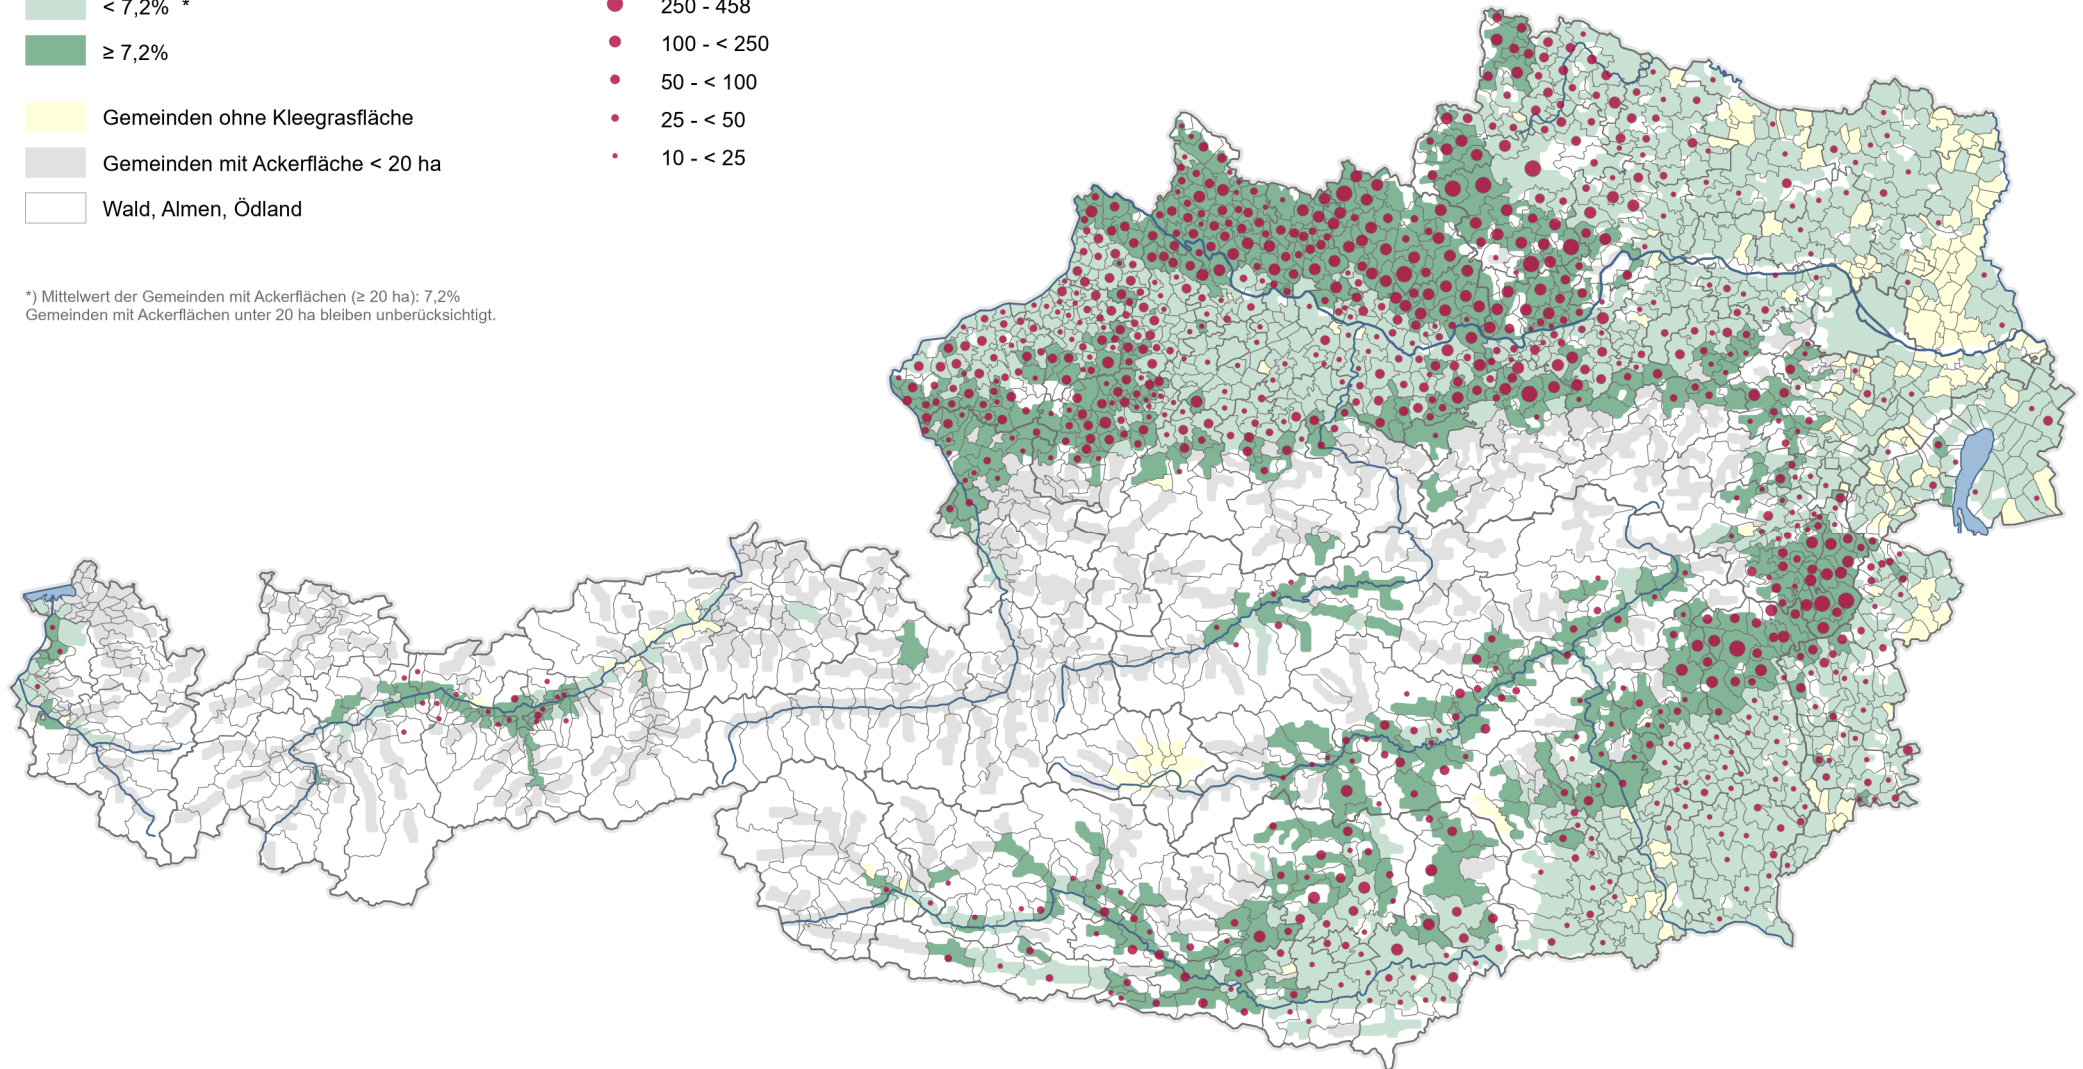 < 7,2% *
≥ 7,2%
Gemeinden ohne Kleegrasfläche
Gemeinden mit Ackerfläche < 20 ha
Wald, Almen, Ödland
250 - 458
100 - < 250
50 - < 100
25 - < 50
10 - < 25
*) Mittelwert der Gemeinden mit Ackerflächen (≥ 20 ha): 7,2%
Gemeinden mit Ackerflächen unter 20 ha bleiben unberücksichtigt.